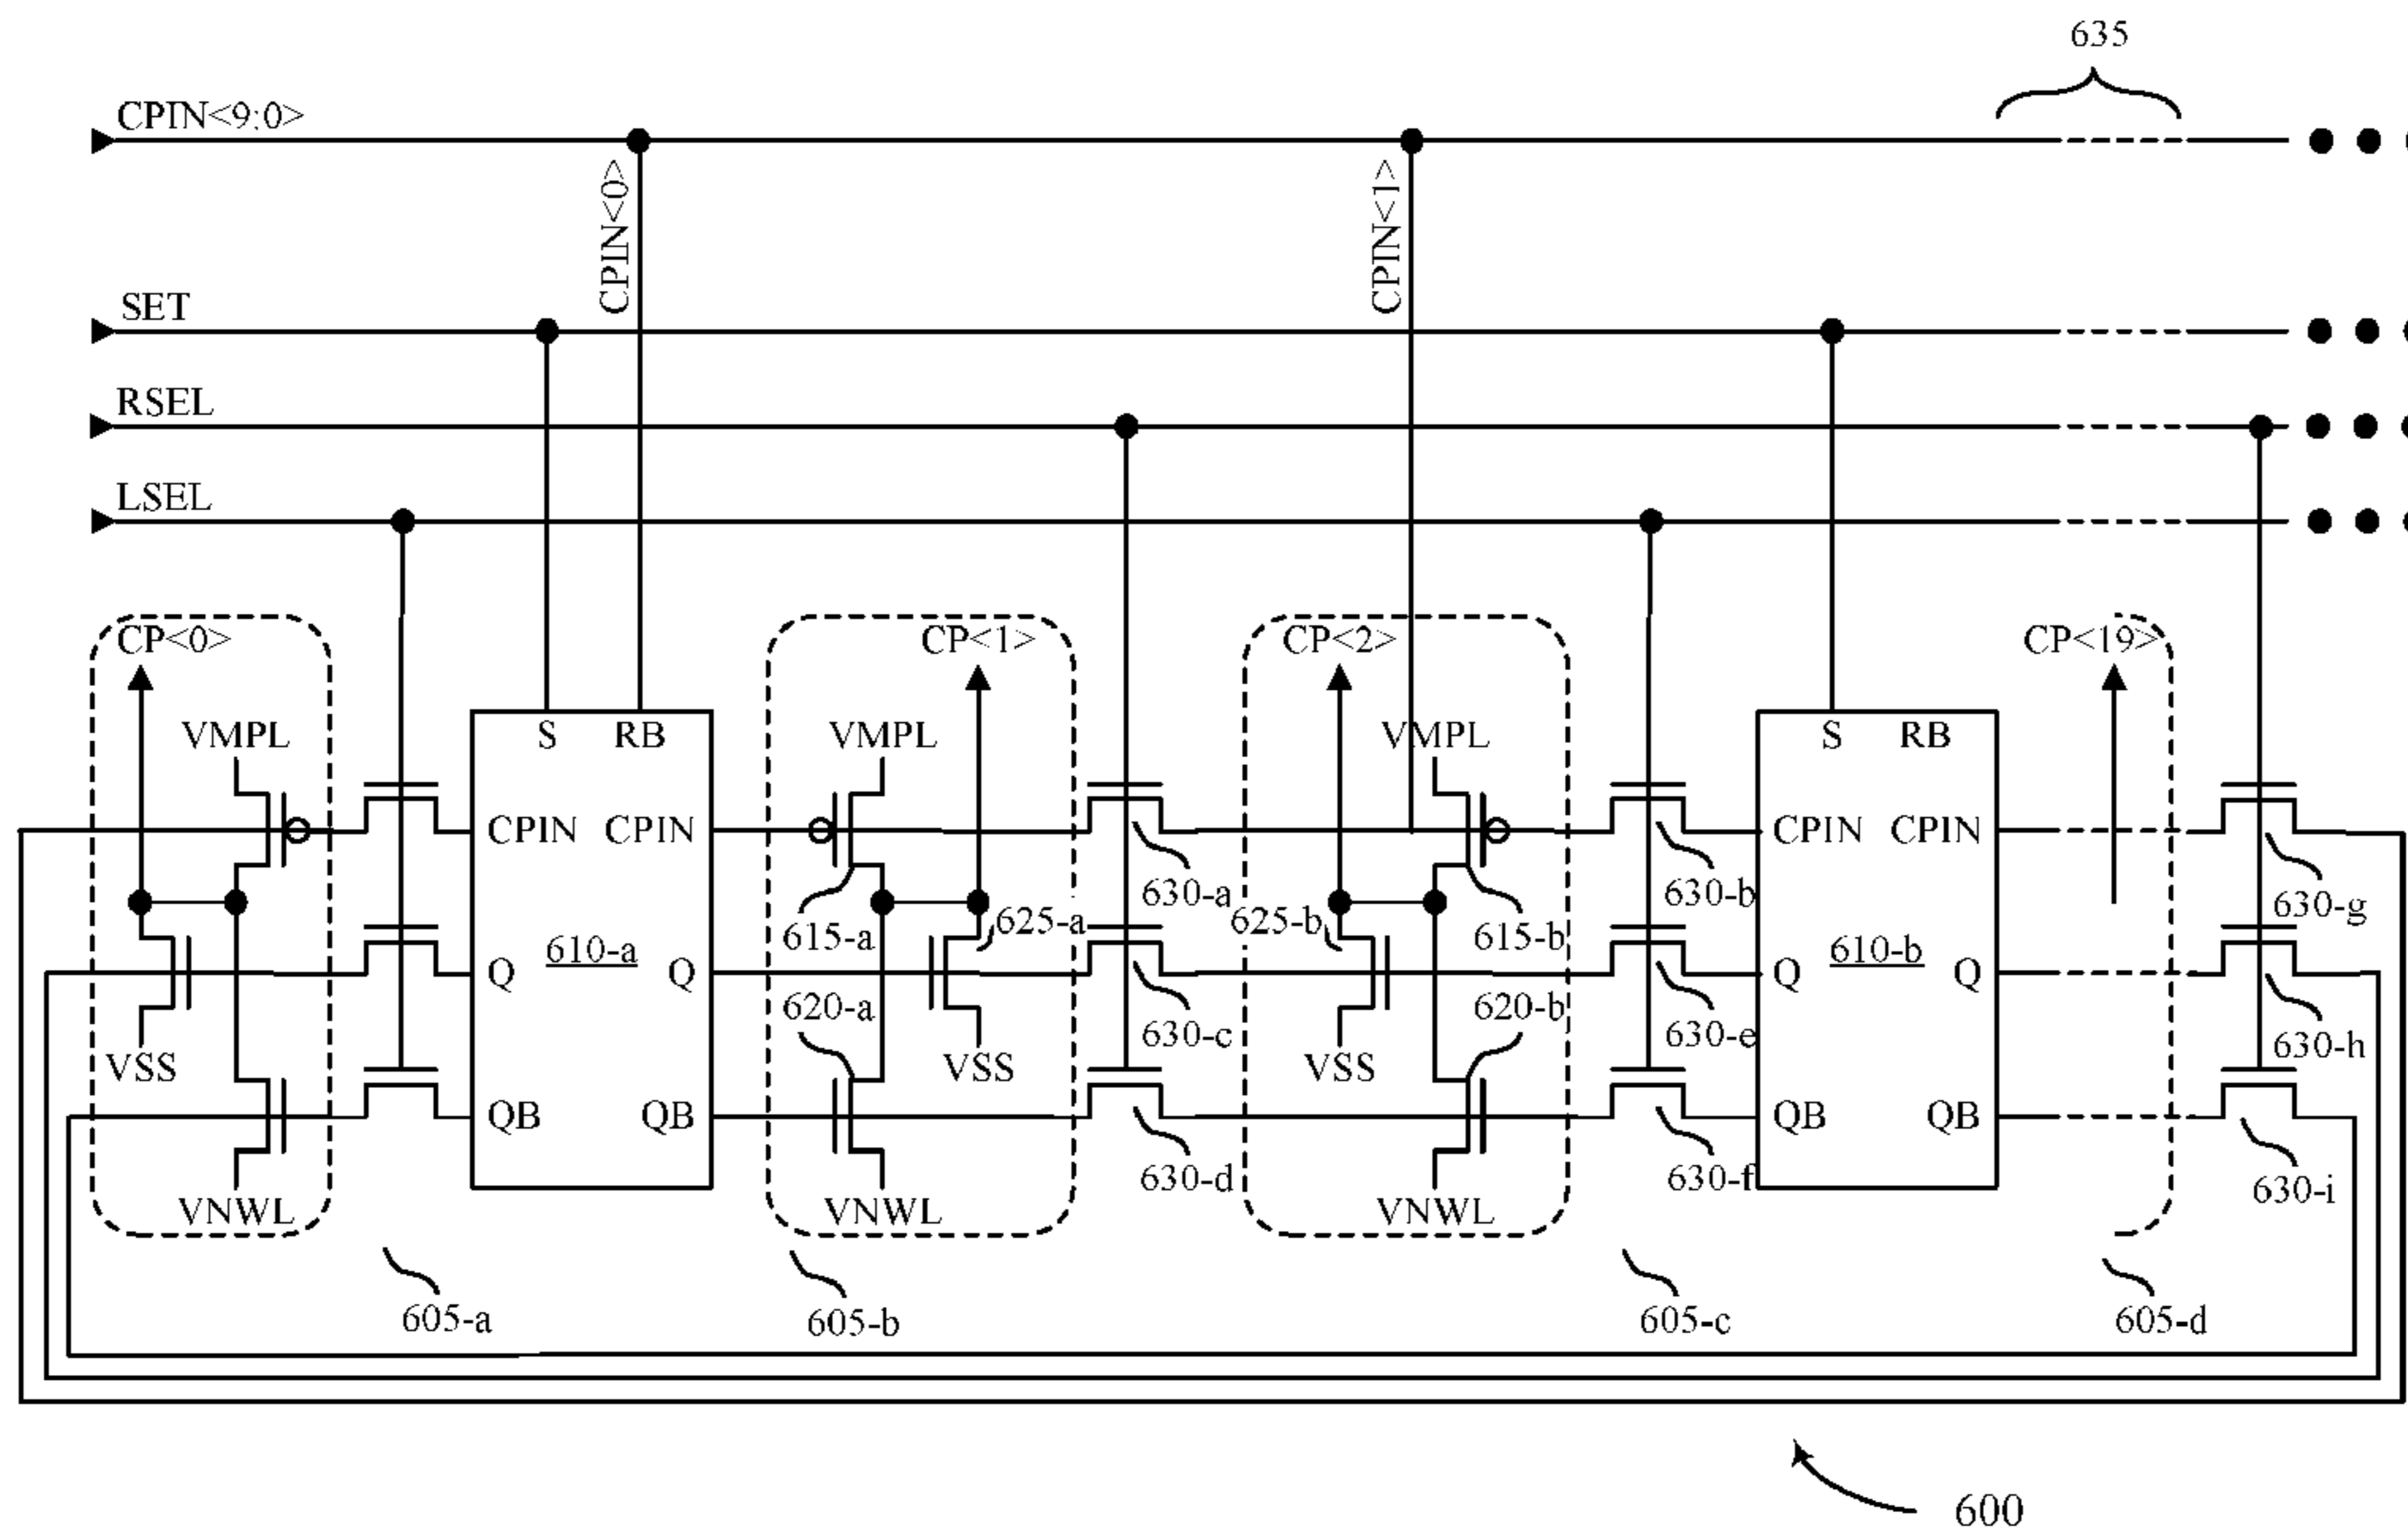 635
CPIN<9:0>
CPIN<0>
CPIN<1>
SET
RSEL
LSEL
CP<0>
CP<1>
CP<2>
CP<19>
VMPL
S RB
VMPL
VMPL
S RB
CPIN CPIN
CPIN CPIN
630-a
630-b
630-g
615-a
625-a
625-b
615-b
610-a
610-b
Q Q
Q Q
620-a
620-b
630-c
630-e
630-h
VSS
VSS
VSS
QB QB
QB QB
630-d
630-f
630-i
VNWL
VNWL
VNWL
605-a
605-b
605-c
605-d
600